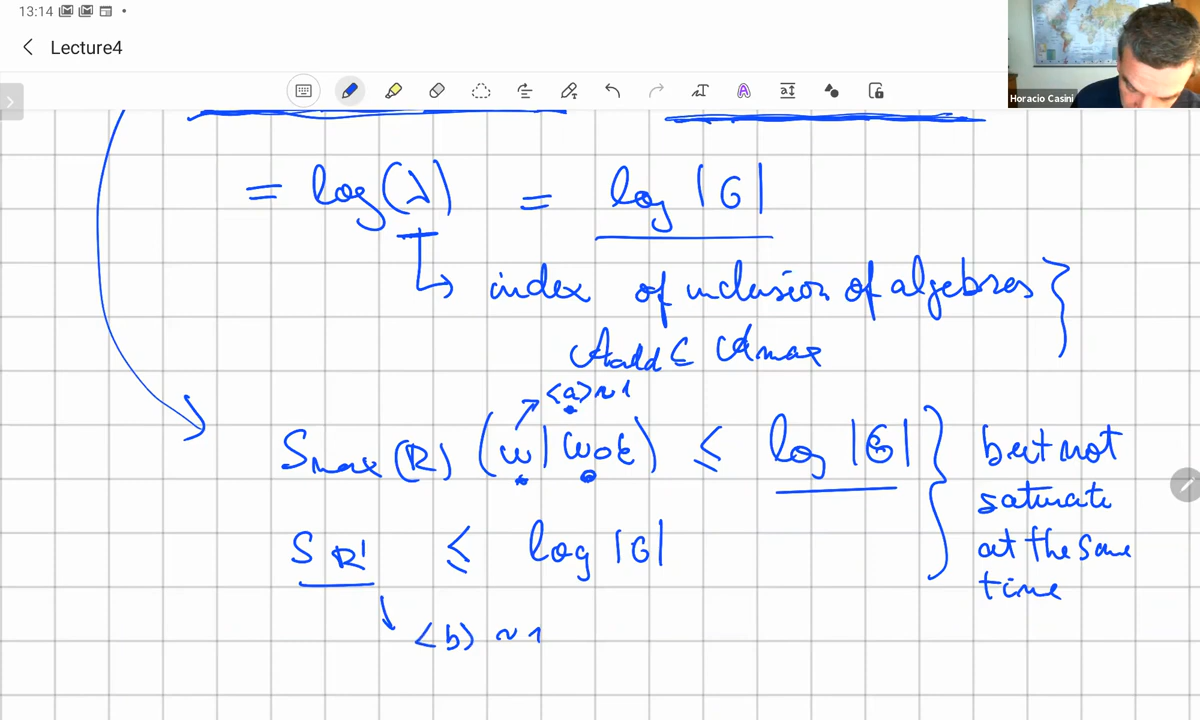 13:14
Lecture4
Horacio Casini
= log(λ) = log |G|
↳ index of inclusion of algebras }
Aadd ⊂ Amax
<a>~1
Smax(R) (ω|ω∘ε) ≤ log |G| } but not
saturate
S R' ≤ log |G| at the same
time
<b> ~ 1